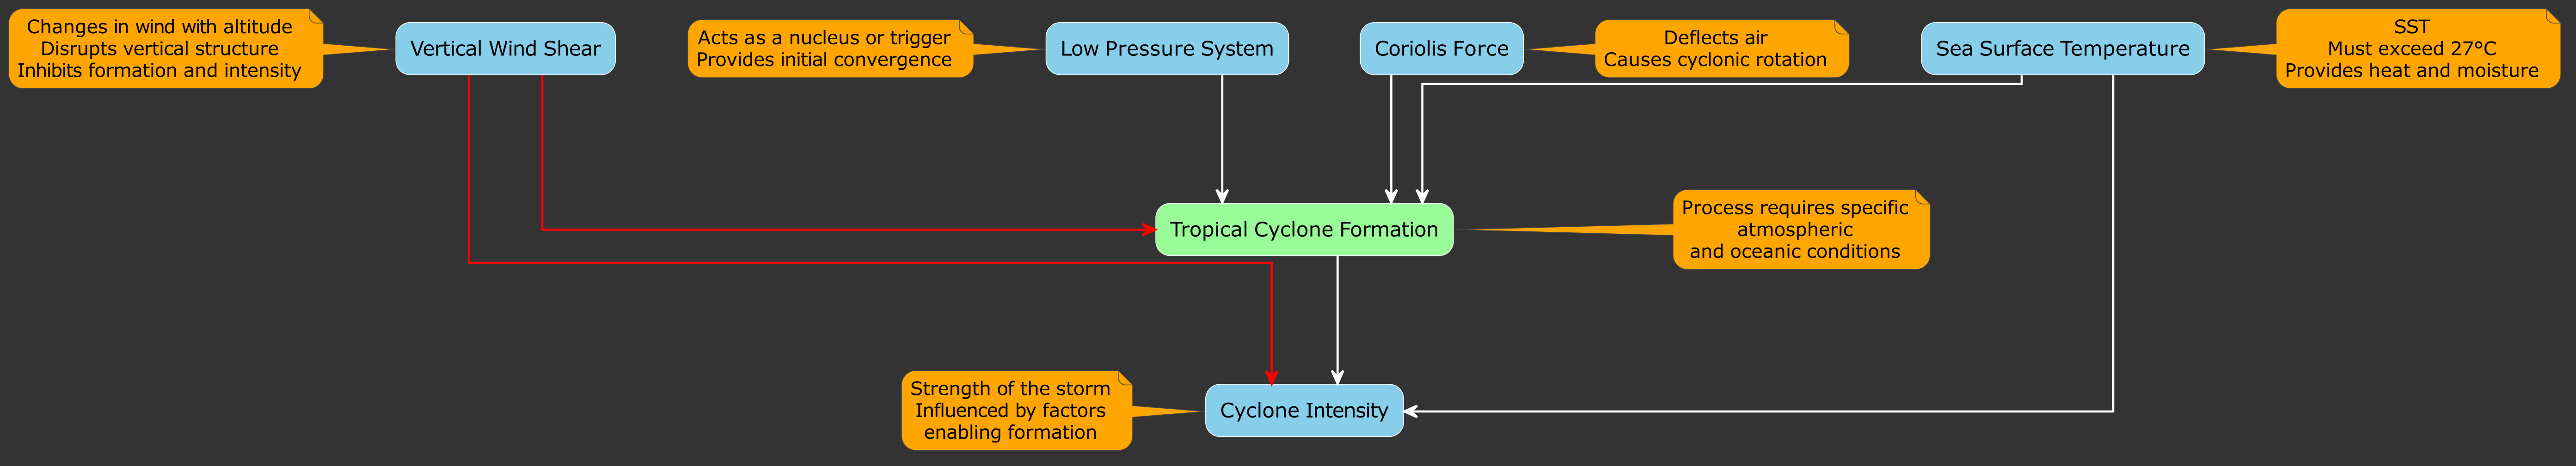 Changes in wind with altitude
Disrupts vertical structure
Inhibits formation and intensity
Vertical Wind Shear
Acts as a nucleus or trigger
Provides initial convergence
Low Pressure System
Coriolis Force
Deflects air
Causes cyclonic rotation
Sea Surface Temperature
SST
Must exceed 27°C
Provides heat and moisture
Tropical Cyclone Formation
Process requires specific
atmospheric
and oceanic conditions
Strength of the storm
Influenced by factors
enabling formation
Cyclone Intensity